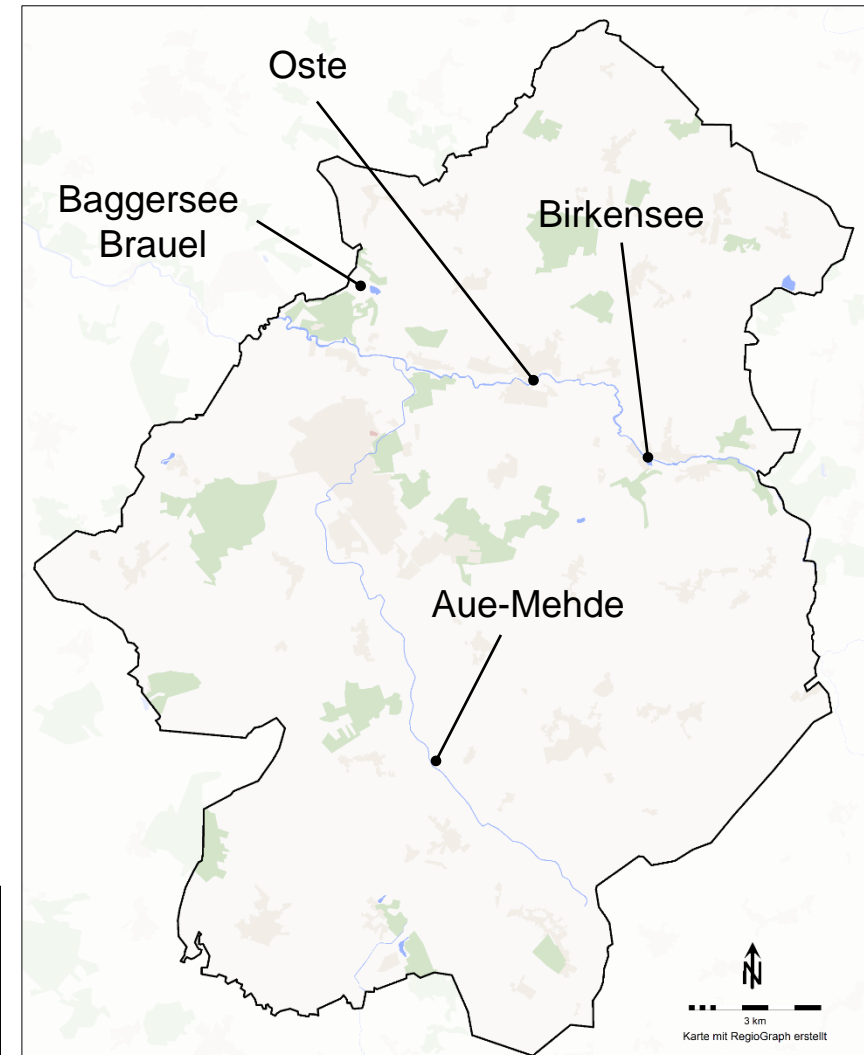 Oste
Baggersee
Brauel
Birkensee
Aue-Mehde
N
3 km
Karte mit RegioGraph erstellt